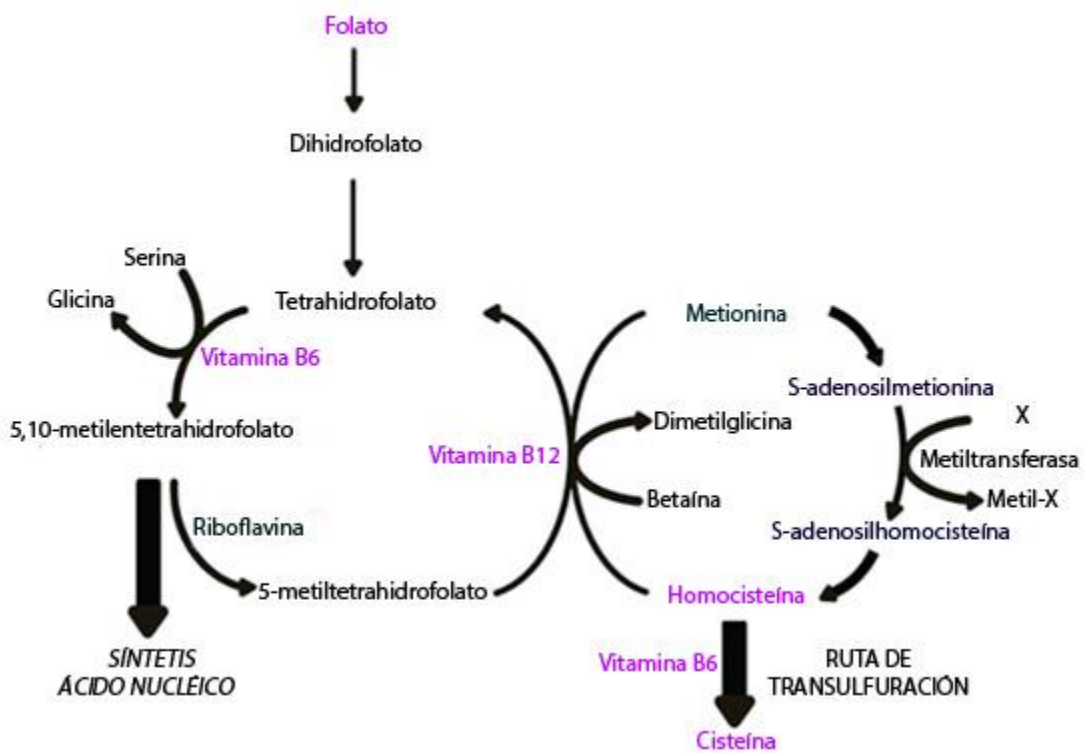 Folato
Dihidrofolato
Serina
Glicina
Tetrahidrofolato
Metionina
Vitamina B6
S-adenosilmetionina
5,10-metilentetrahidrofolato
Dimetilglicina
X
Vitamina B12
Metiltransferasa
Betaína
Metil-X
Riboflavina
S-adenosilhomocisteína
5-metiltetrahidrofolato
Homocisteína
SÍNTETIS
ÁCIDO NUCLÉICO
Vitamina B6
RUTA DE
TRANSULFURACIÓN
Cisteína